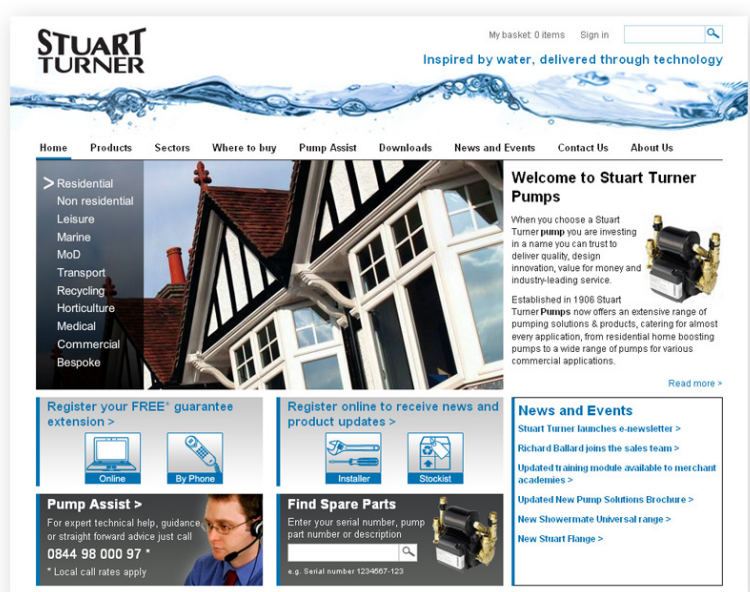 STUART
TURNER
My basket: 0 items
Sign in
Inspired by water, delivered through technology
Home
Products
Sectors
Where to buy
Pump Assist
Downloads
News and Events
Contact Us
About Us
> Residential
Non residential
Leisure
Marine
MoD
Transport
Recycling
Horticulture
Medical
Commercial
Bespoke
Welcome to Stuart Turner
Pumps
When you choose a Stuart
Turner pump you are investing
in a name you can trust to
deliver quality, design
innovation, value for money and
industry-leading service.
Established in 1906 Stuart
Turner Pumps now offers an extensive range of
pumping solutions & products, catering for almost
every application, from residential home boosting
pumps to a wide range of pumps for various
commercial applications.
Read more >
Register your FREE* guarantee
extension >
Online
By Phone
Register online to receive news and
product updates >
Installer
Stockist
News and Events
Stuart Turner launches e-newsletter >
Richard Ballard joins the sales team >
Updated training module available to merchant
academies >
Updated New Pump Solutions Brochure >
New Showermate Universal range >
New Stuart Flange >
Pump Assist >
For expert technical help, guidance,
or straight forward advice just call
0844 98 000 97 *
* Local call rates apply
Find Spare Parts
Enter your serial number, pump
part number or description
e.g. Serial number 1234567-123